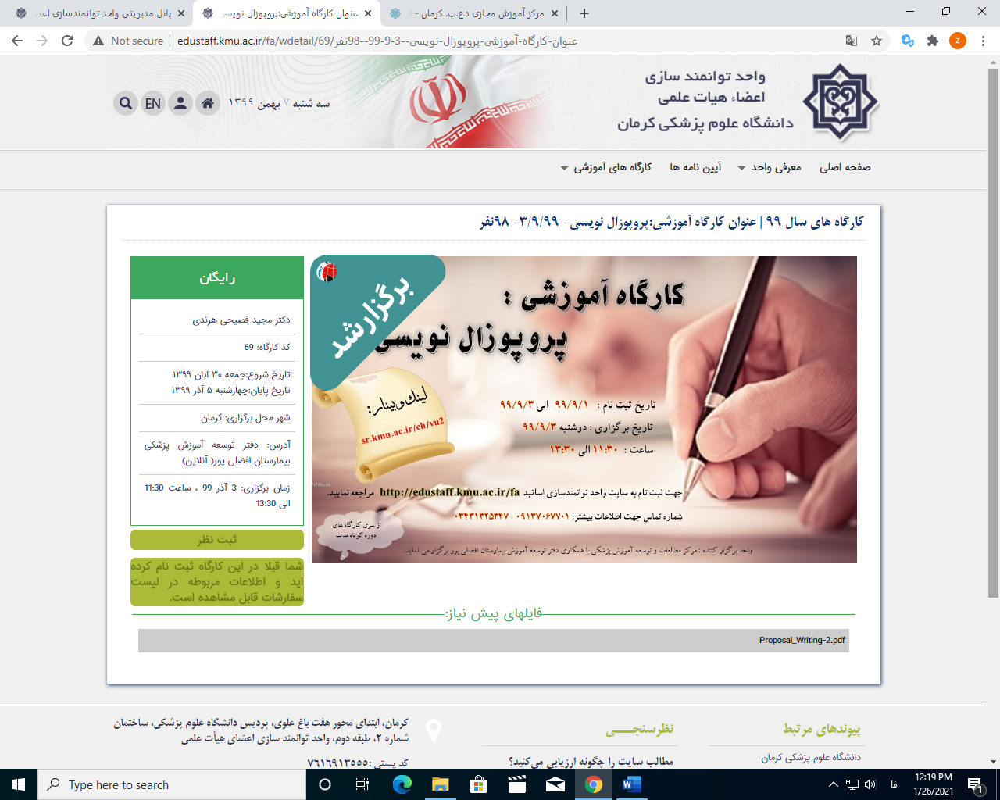 پانل مدیریتی واحد توانمندسازی اعض
عنوان کارگاه آموزشی:پروپوزال نویسی
مرکز آموزش مجازی د.ع.پ. کرمان - ا
Not secure
edustaff.kmu.ac.ir/fa/wdetail/69/عنوان-کارگاه-آموزشی-پروپوزال-نویسی--3-9-99--98نفر
z
واحد توانمند سازی
اعضاء هیات علمی
دانشگاه علوم پزشکی کرمان
سه شنبه ۷ بهمن ۱۳۹۹
EN
صفحه اصلی
معرفی واحد
آیین نامه ها
کارگاه های آموزشی
کارگاه های سال ۹۹ | عنوان کارگاه آموزشی:پروپوزال نویسی- ۳/۹/۹۹- ۹۸نفر
رایگان
دکتر مجید فصیحی هرندی
کد کارگاه: 69
تاریخ شروع:جمعه ۳۰ آبان ۱۳۹۹
تاریخ پایان:چهارشنبه ۵ آذر ۱۳۹۹
شهر محل برگزاری: کرمان
آدرس: دفتر توسعه آموزش پزشکی
بیمارستان افضلی پور( آنلاین)
زمان برگزاری: 3 آذر 99 ، ساعت 11:30
الی 13:30
ثبت نظر
شما قبلا در این کارگاه ثبت نام کرده
اید و اطلاعات مربوطه در لیست
سفارشات قابل مشاهده است.
برگزارشد
کارگاه آموزشی :
پروپوزال نویسی
لینک وبینار:
sr.kmu.ac.ir/ch/vu2
تاریخ ثبت نام : ۹۹/۹/۱ الی ۹۹/۹/۳
تاریخ برگزاری : دوشنبه ۹۹/۹/۳
ساعت : ۱۱:۳۰ الی ۱۳:۳۰
جهت ثبت نام به سایت واحد توانمندسازی اساتید http://edustaff.kmu.ac.ir/fa مراجعه نمایید.
شماره تماس جهت اطلاعات بیشتر: ۰۹۱۳۷۰۶۷۷۰۱ - ۰۳۴۳۱۳۲۵۳۴۷
از سری کارگاه های
دوره کوتاه مدت
واحد برگزار کننده : مرکز مطالعات و توسعه آموزش پزشکی با همکاری دفتر توسعه آموزش بیمارستان افضلی پور برگزار می نماید.
فایلهای پیش نیاز:
Proposal_Writing-2.pdf
پیوندهای مرتبط
دانشگاه علوم پزشکی کرمان
نظرسنجـــــی
مطالب سایت را چگونه ارزیابی می‌کنید؟
کرمان، ابتدای محور هفت باغ علوی، پردیس دانشگاه علوم پزشکی، ساختمان
شماره ۲، طبقه دوم، واحد توانمند سازی اعضای هیأت علمی
کد پستی :۷۶۱۶۹۱۳۵۵۵
Type here to search
فا
12:19 PM
1/26/2021
1